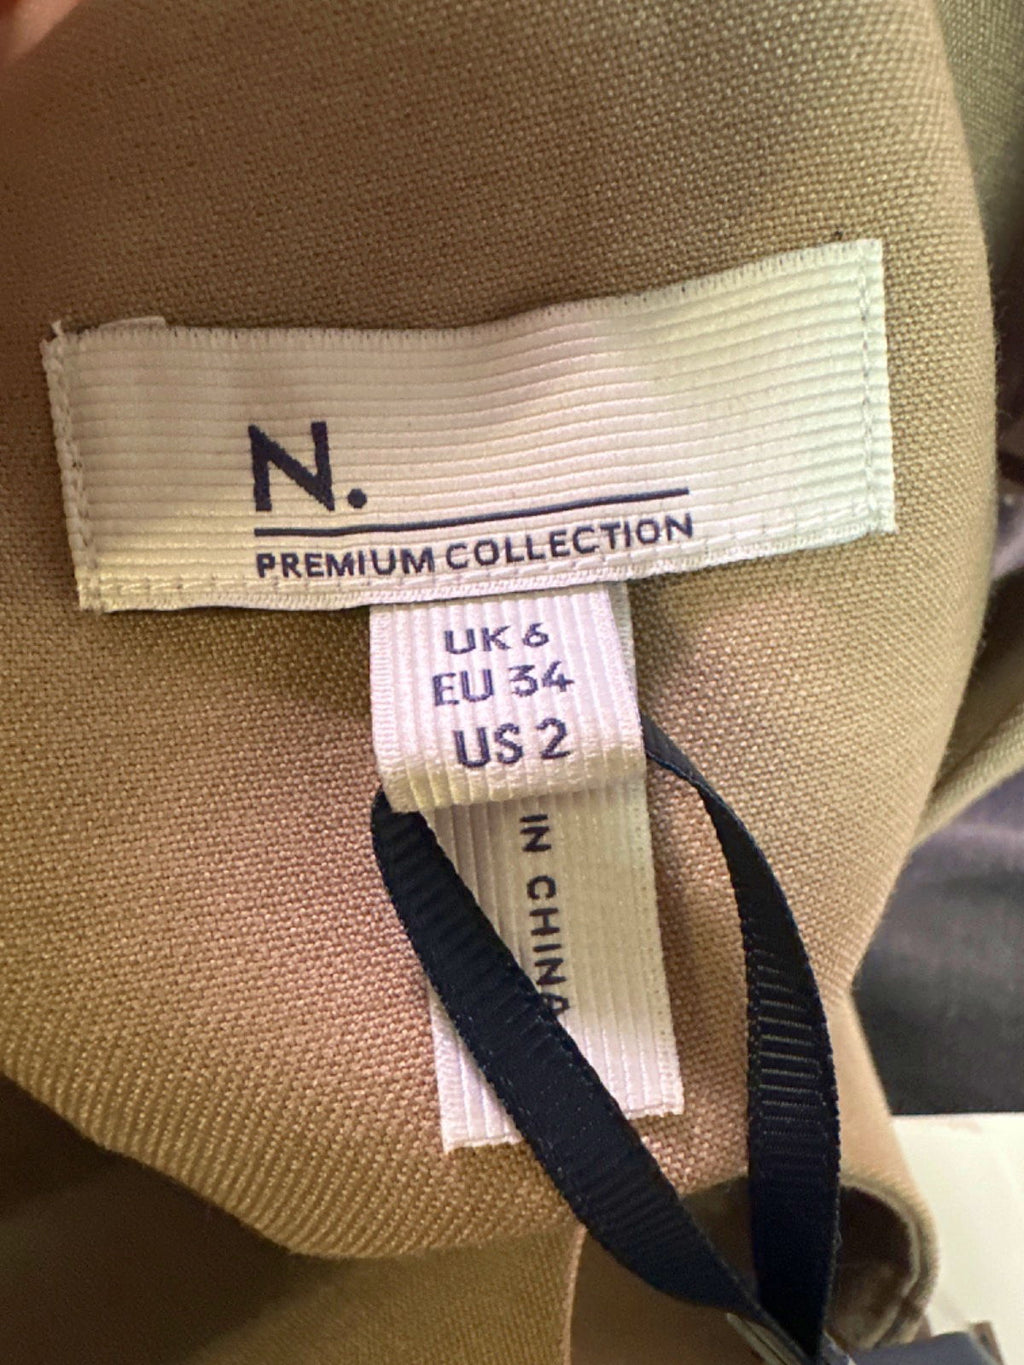 N.
PREMIUM COLLECTION
UK 6
EU 34
US 2
IN CHINA